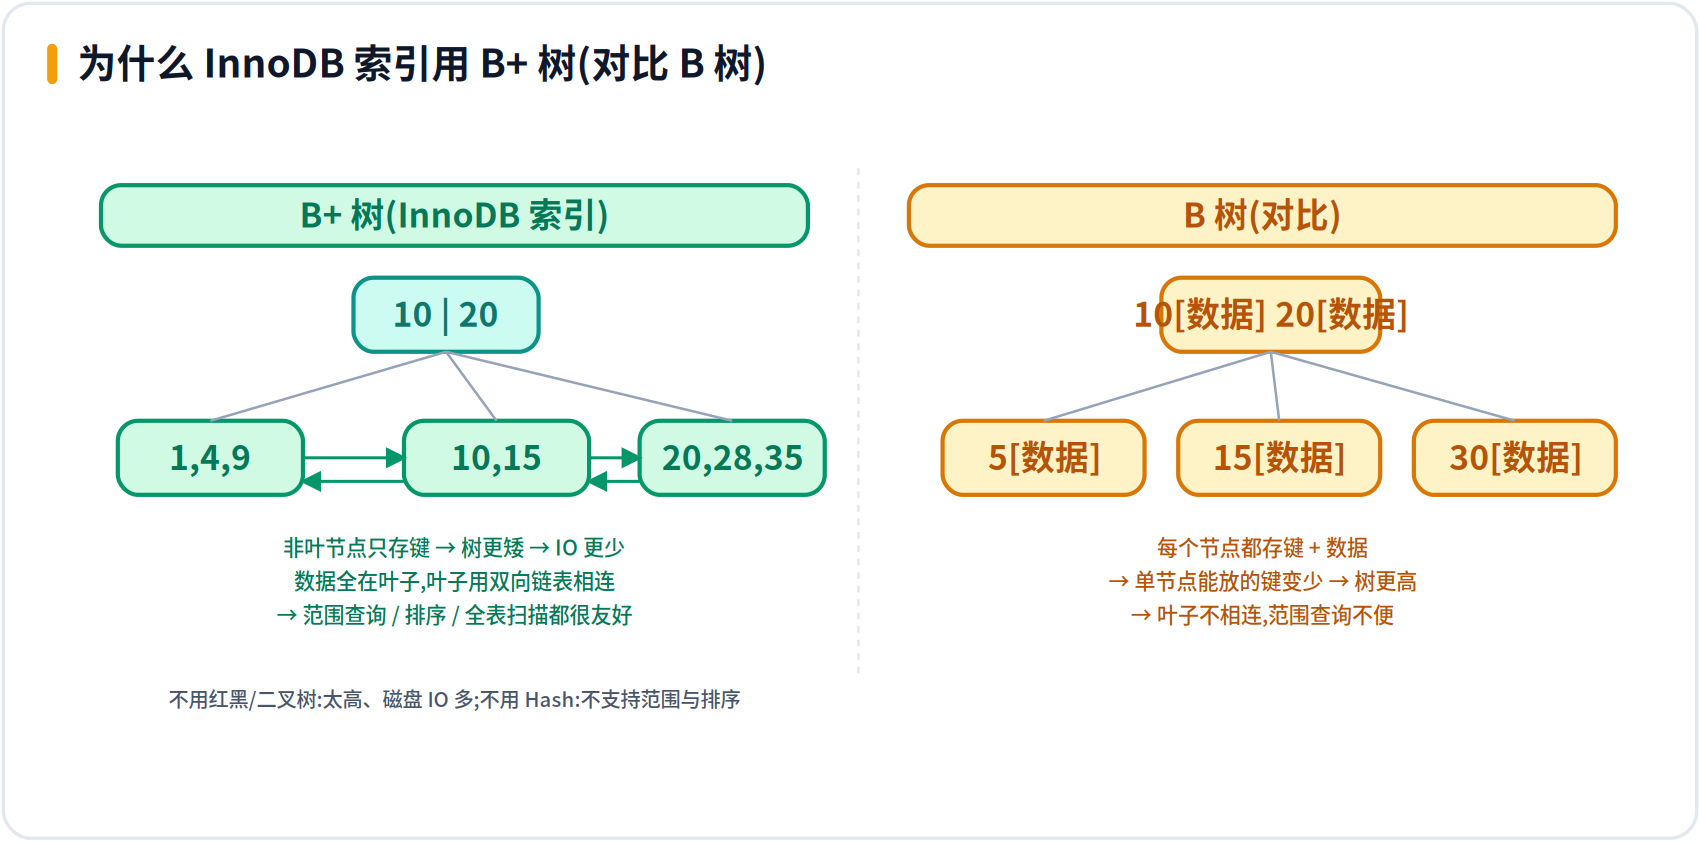 为什么 InnoDB 索引用 B+ 树(对比 B 树)
B+ 树(InnoDB 索引)
10 | 20
1,4,9
10,15
20,28,35
非叶节点只存键 → 树更矮 → IO 更少
数据全在叶子,叶子用双向链表相连
→ 范围查询 / 排序 / 全表扫描都很友好
不用红黑/二叉树:太高、磁盘 IO 多;不用 Hash:不支持范围与排序
B 树(对比)
10[数据] 20[数据]
5[数据]
15[数据]
30[数据]
每个节点都存键 + 数据
→ 单节点能放的键变少 → 树更高
→ 叶子不相连,范围查询不便